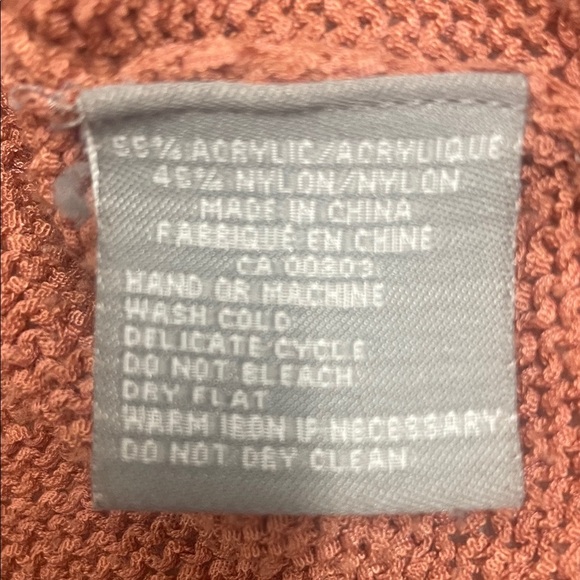 55% ACRYLIC/ACRYLIQUE
45% NYLON/NYLON
MADE IN CHINA
FABRIQUÉ EN CHINE
CA 00803
HAND OR MACHINE
WASH COLD
DELICATE CYCLE
DO NOT BLEACH
DRY FLAT
WARM IRON IF NECESSARY
DO NOT DRY CLEAN